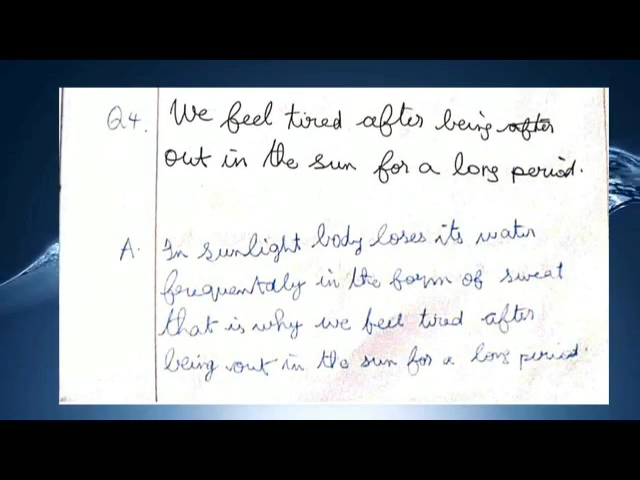 Q4. We feel tired after being after
out in the sun for a long period.
A. In sunlight body loses its water
ferequentdly in the form of sweat
that is why we feel tired after
being out in the sun for a long period.